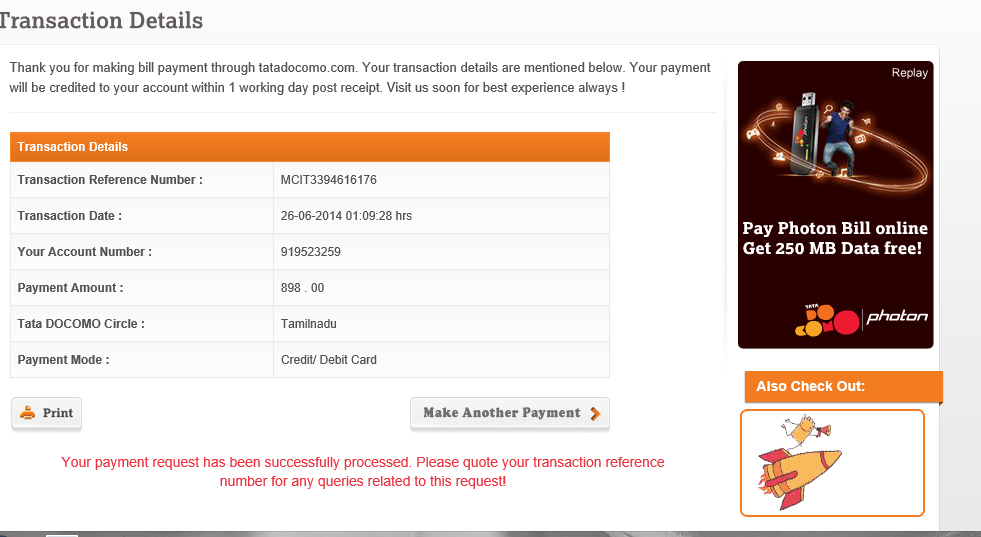 Transaction Details
Thank you for making bill payment through tatadocomo.com. Your transaction details are mentioned below. Your payment
will be credited to your account within 1 working day post receipt. Visit us soon for best experience always !
Transaction Details
Transaction Reference Number : MCIT3394616176
Transaction Date : 26-06-2014 01:09:28 hrs
Your Account Number : 919523259
Payment Amount : 898 . 00
Tata DOCOMO Circle : Tamilnadu
Payment Mode : Credit/ Debit Card
Print
Make Another Payment
Your payment request has been successfully processed. Please quote your transaction reference
number for any queries related to this request!
Replay
photon
Pay Photon Bill online
Get 250 MB Data free!
TATA
DOCOMO
photon
Also Check Out: